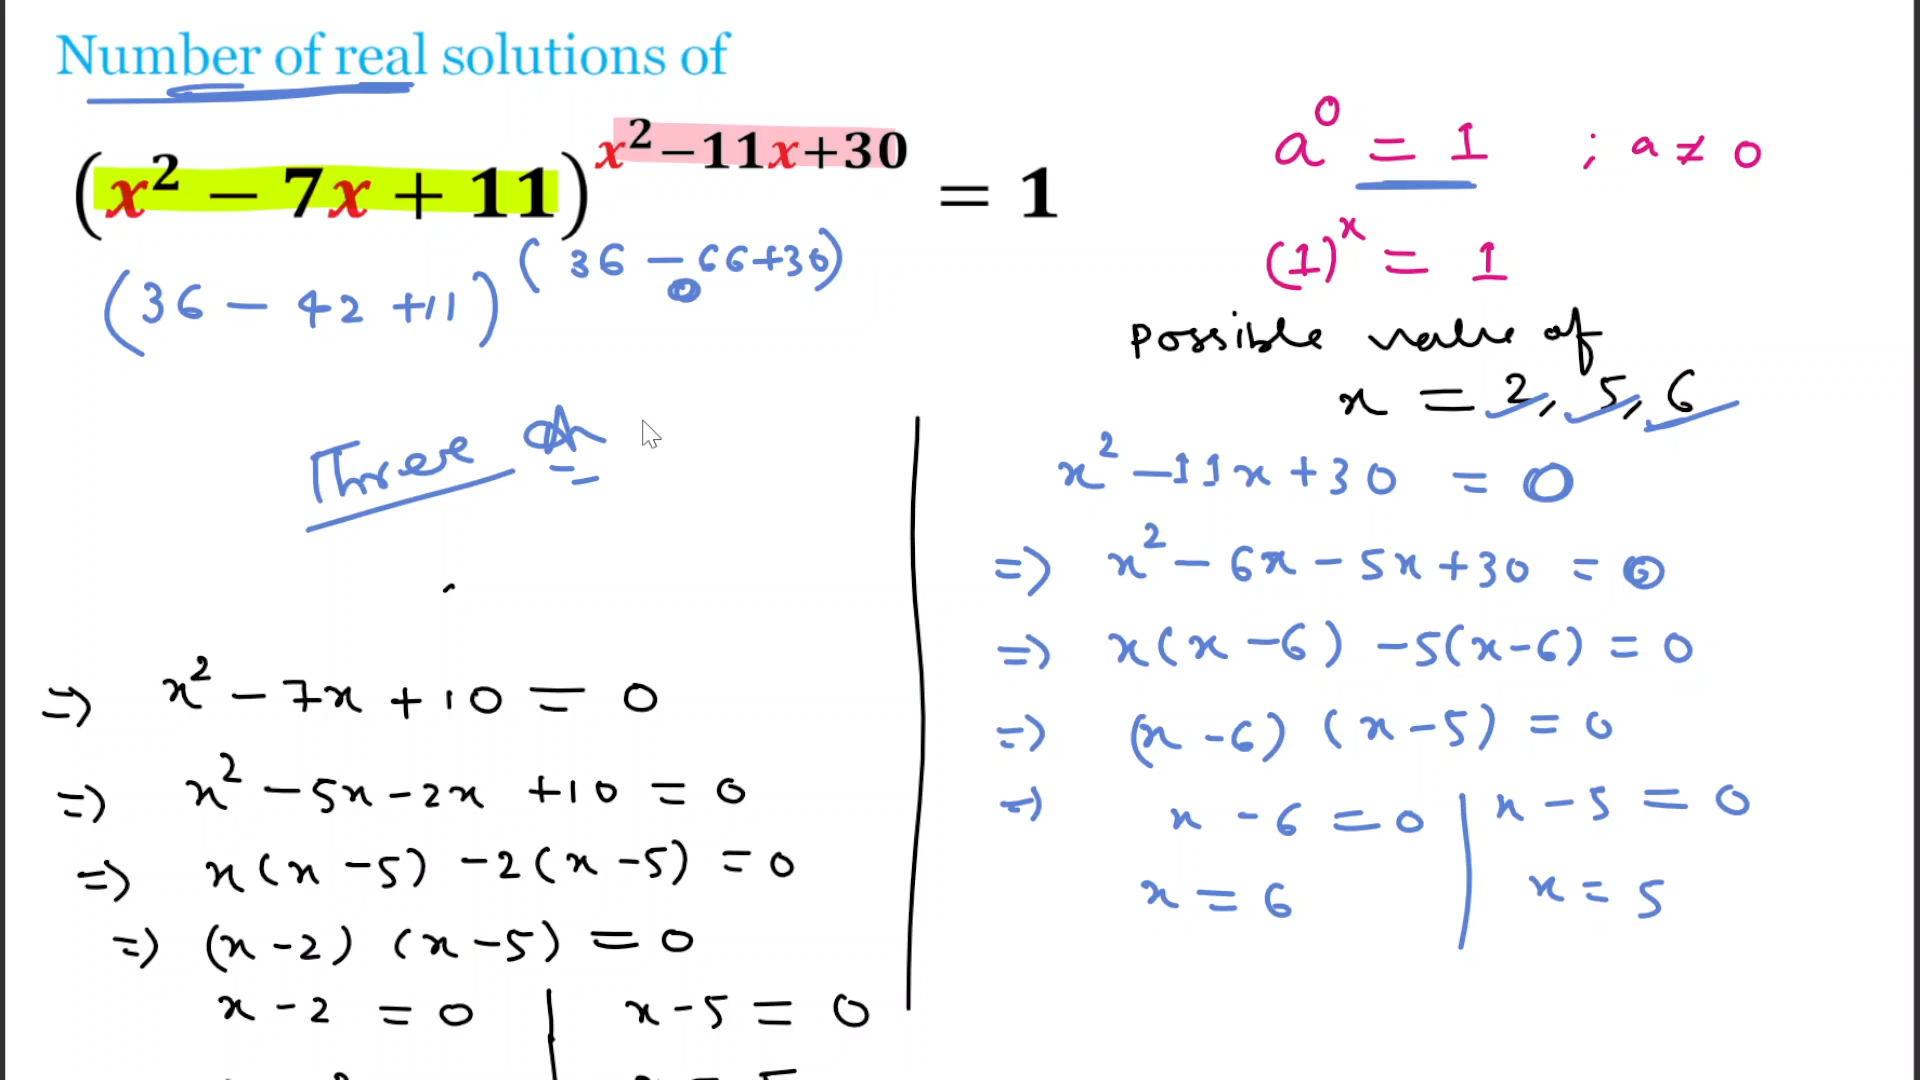 Number of real solutions of
(x² − 7x + 11)^(x²−11x+30) = 1
(36 − 42 + 11)^(36 − 66 + 30)
0
Three
x² − 7x + 10 = 0
=> x² − 5x − 2x + 10 = 0
=> x(x − 5) − 2(x − 5) = 0
=> (x − 2) (x − 5) = 0
x − 2 = 0 | x − 5 = 0
a⁰ = 1 ; a ≠ 0
(1)ˣ = 1
Possible value of
x = 2, 5, 6
x² − 11x + 30 = 0
=> x² − 6x − 5x + 30 = 0
=> x(x − 6) − 5(x − 6) = 0
=> (x − 6) (x − 5) = 0
=> x − 6 = 0 | x − 5 = 0
x = 6 | x = 5